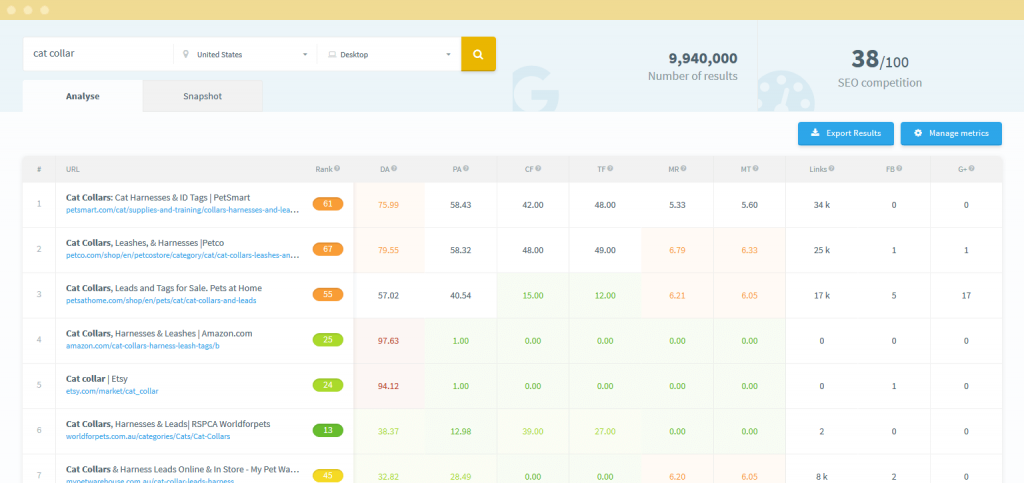 cat collar
United States
Desktop
9,940,000
Number of results
38/100
SEO competition
Analyse
Snapshot
Export Results
Manage metrics
# URL Rank DA PA CF TF MR MT Links FB G+
Cat Collars: Cat Harnesses & ID Tags | PetSmart
1 61 75.99 58.43 42.00 48.00 5.33 5.60 34 k 0 0
petsmart.com/cat/supplies-and-training/collars-harnesses-and-lea...
Cat Collars, Leashes, & Harnesses |Petco
2 67 79.55 58.32 48.00 49.00 6.79 6.33 25 k 1 1
petco.com/shop/en/petcostore/category/cat/cat-collars-leashes-an...
Cat Collars, Leads and Tags for Sale. Pets at Home
3 55 57.02 40.54 15.00 12.00 6.21 6.05 17 k 5 17
petsathome.com/shop/en/pets/cat/cat-collars-and-leads
Cat Collars, Harnesses & Leashes | Amazon.com
4 25 97.63 1.00 0.00 0.00 0.00 0.00 0 0 0
amazon.com/cat-collars-harness-leash-tags/b
Cat collar | Etsy
5 24 94.12 1.00 0.00 0.00 0.00 0.00 0 1 0
etsy.com/market/cat_collar
Cat Collars, Harnesses & Leads| RSPCA Worldforpets
6 13 38.37 12.98 39.00 27.00 0.00 0.00 2 0 0
worldforpets.com.au/categories/Cats/Cat-Collars
Cat Collars & Harness Leads Online & In Store - My Pet Wa...
7 45 32.82 28.49 0.00 0.00 6.20 6.05 8 k 2 0
mypetwarehouse.com.au/cat-collar-leads-harness